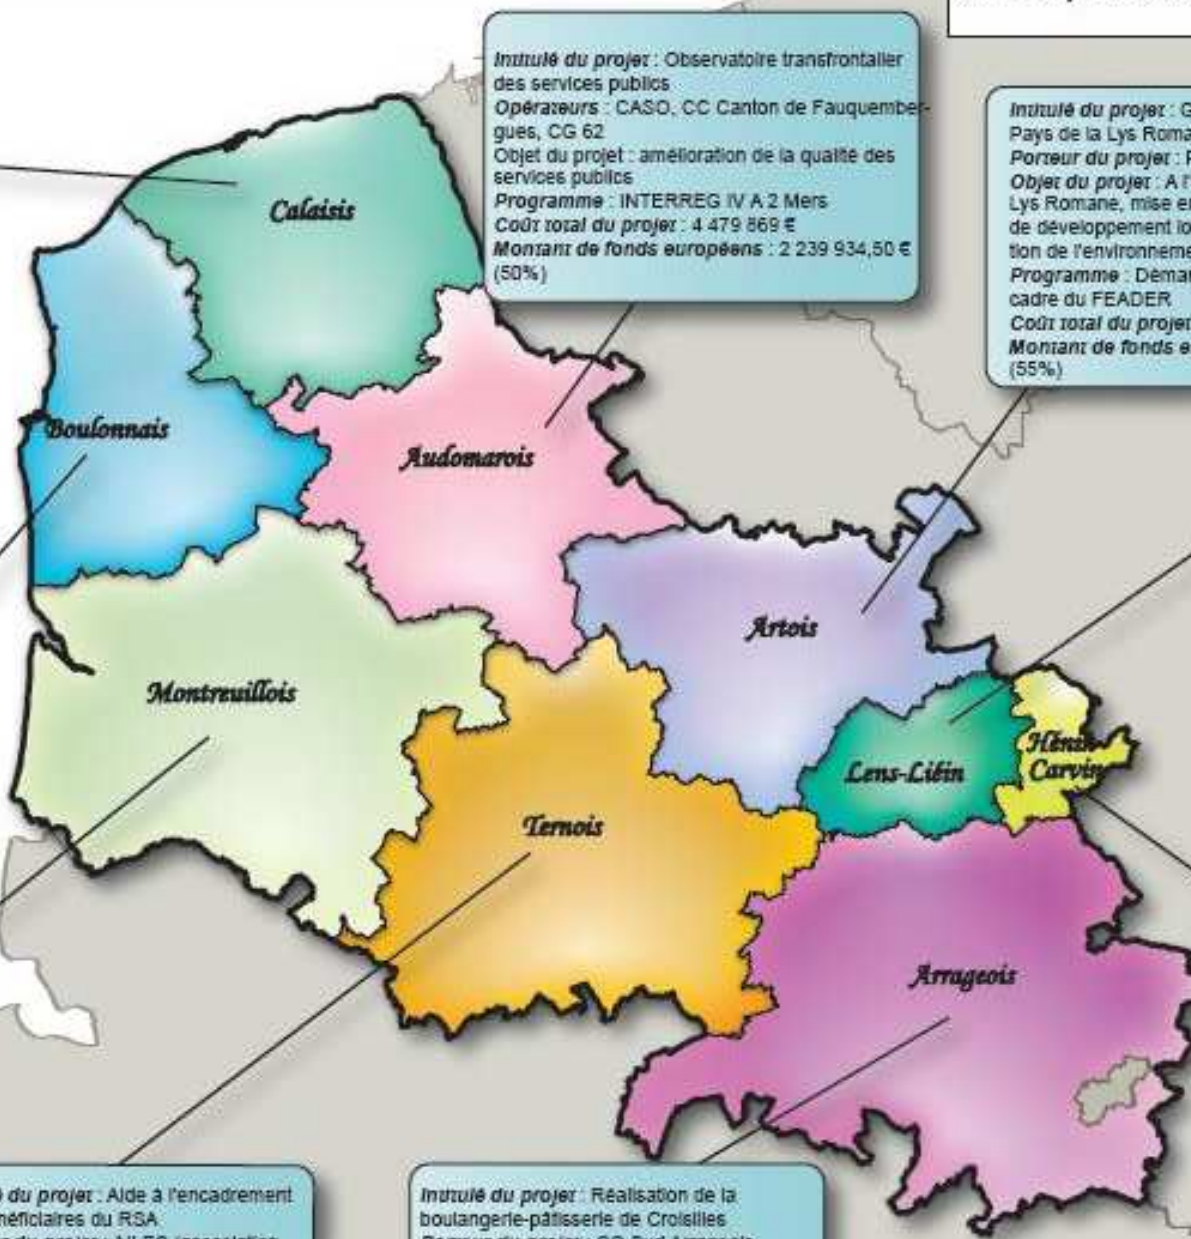 Intitulé du projet : Observatoire transfrontalier
des services publics
Opérateurs : CASO, CC Canton de Fauquember-
gues, CG 62
Objet du projet : amélioration de la qualité des
services publics
Programme : INTERREG IV A 2 Mers
Coût total du projet : 4 479 869 €
Montant de fonds européens : 2 239 934,50 €
(50%)
Intitulé du projet : G
Pays de la Lys Roma
Porteur du projet : P
Objet du projet : A l'
Lys Romane, mise en
de développement lo
tion de l'environneme
Programme : Démar
cadre du FEADER
Coût total du projet
Montant de fonds e
(55%)
Calaisis
Boulonnais
Audomarois
Artois
Montreuillois
Hénin-
Carvin
Lens-Liéin
Ternois
Arrageois
du projet : Aide à l'encadrement
néficiaires du RSA
Intitulé du projet : Réalisation de la
boulangerie-pâtisserie de Croisilles